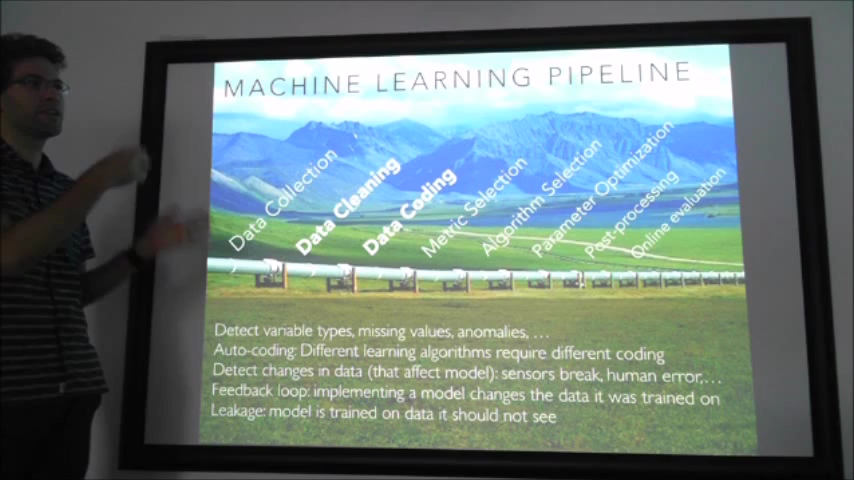 MACHINE LEARNING PIPELINE
Data Collection
Data Cleaning
Data Coding
Metric Selection
Algorithm Selection
Parameter Optimization
Post-processing
Online evaluation
Detect variable types, missing values, anomalies, …
Auto-coding: Different learning algorithms require different coding
Detect changes in data (that affect model): sensors break, human error,…
Feedback loop: implementing a model changes the data it was trained on
Leakage: model is trained on data it should not see